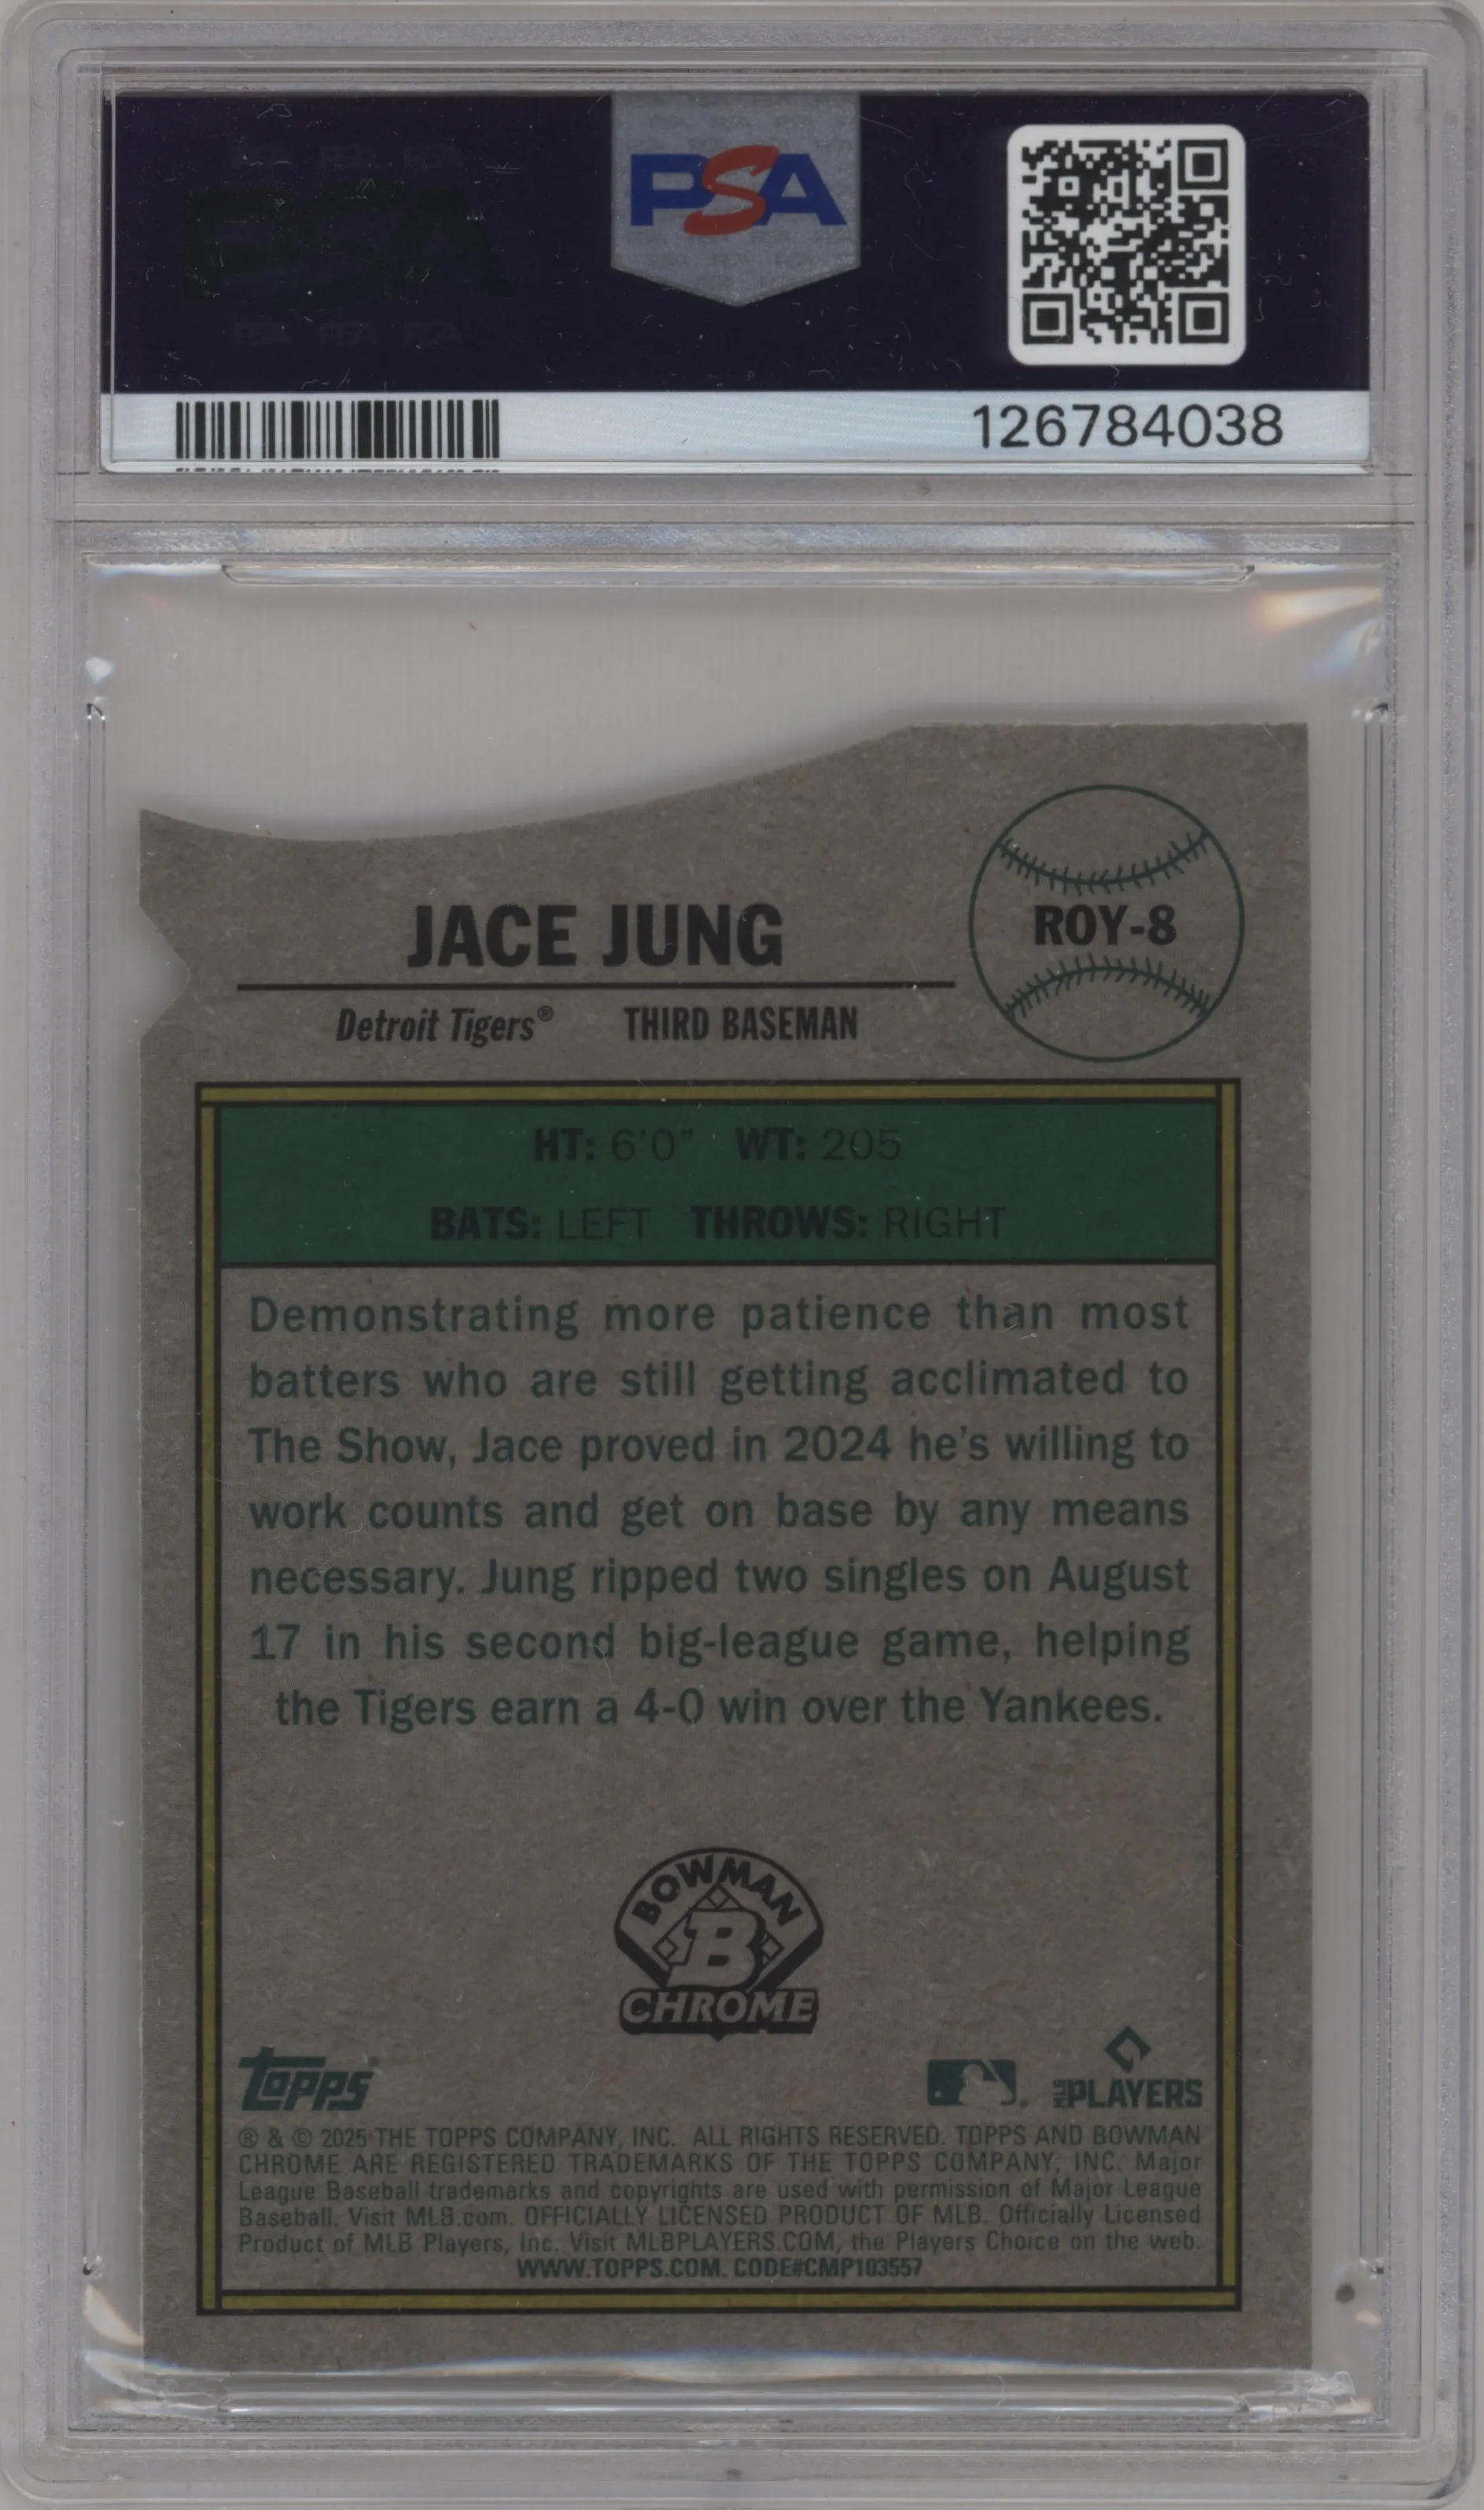 PSA
126784038
JACE JUNG
ROY-8
Detroit Tigers® THIRD BASEMAN
HT: 6'0" WT: 205
BATS: LEFT THROWS: RIGHT
Demonstrating more patience than most
batters who are still getting acclimated to
The Show, Jace proved in 2024 he's willing to
work counts and get on base by any means
necessary. Jung ripped two singles on August
17 in his second big-league game, helping
the Tigers earn a 4-0 win over the Yankees.
BOWMAN
B
CHROME
Topps
MLB PLAYERS
® & © 2025 THE TOPPS COMPANY, INC. ALL RIGHTS RESERVED. TOPPS AND BOWMAN
CHROME ARE REGISTERED TRADEMARKS OF THE TOPPS COMPANY, INC. Major
League Baseball trademarks and copyrights are used with permission of Major League
Baseball. Visit MLB.com. OFFICIALLY LICENSED PRODUCT OF MLB. Officially Licensed
Product of MLB Players, Inc. Visit MLBPLAYERS.COM, the Players Choice on the web.
WWW.TOPPS.COM. CODE#CMP103557